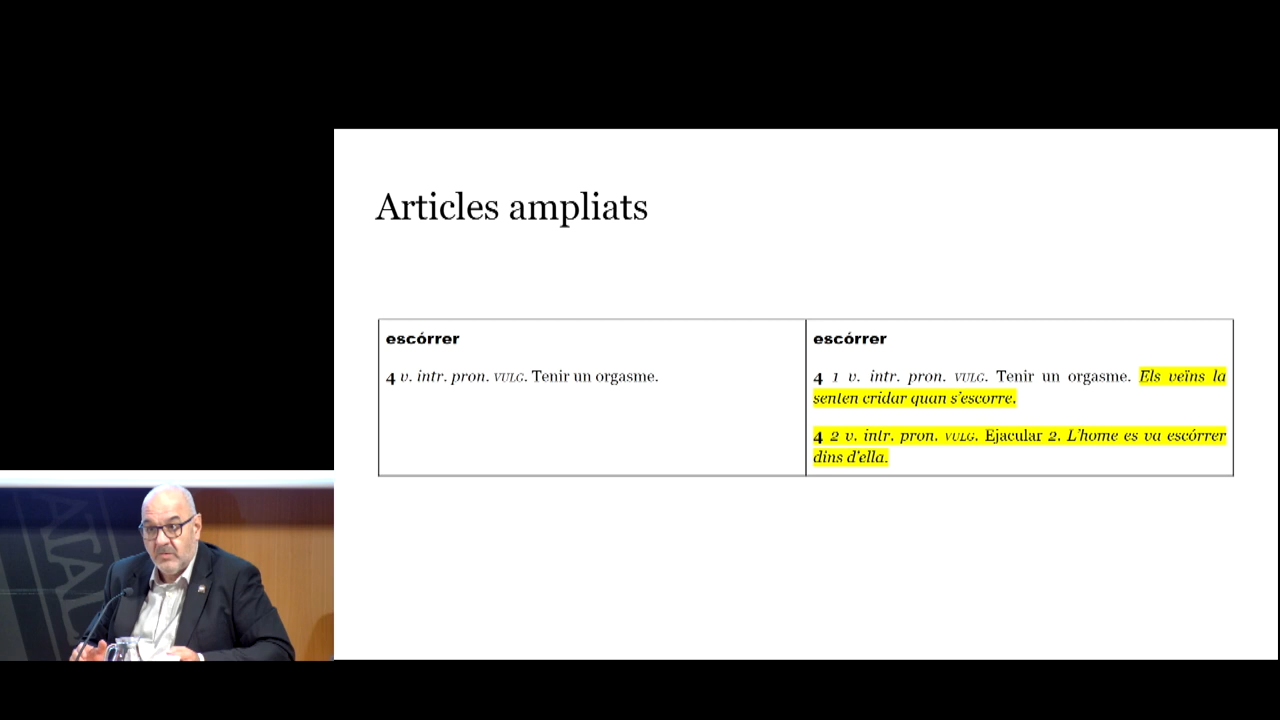 Articles ampliats
escórrer
4 v. intr. pron. VULG. Tenir un orgasme.
escórrer
4 1 v. intr. pron. VULG. Tenir un orgasme. Els veïns la
senten cridar quan s'escorre.
4 2 v. intr. pron. VULG. Ejacular 2. L'home es va escórrer
dins d'ella.